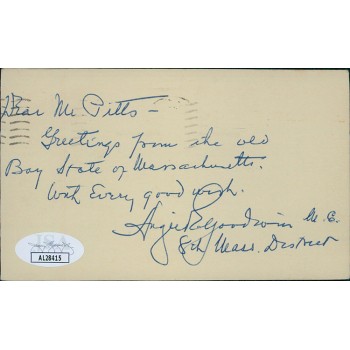 Dear Mr. Pitts –
Greetings from the old
Bay State of Massachusetts.
With every good wish.
Angier L Goodwin M.C.
8th Mass. District
JSA
AL28415